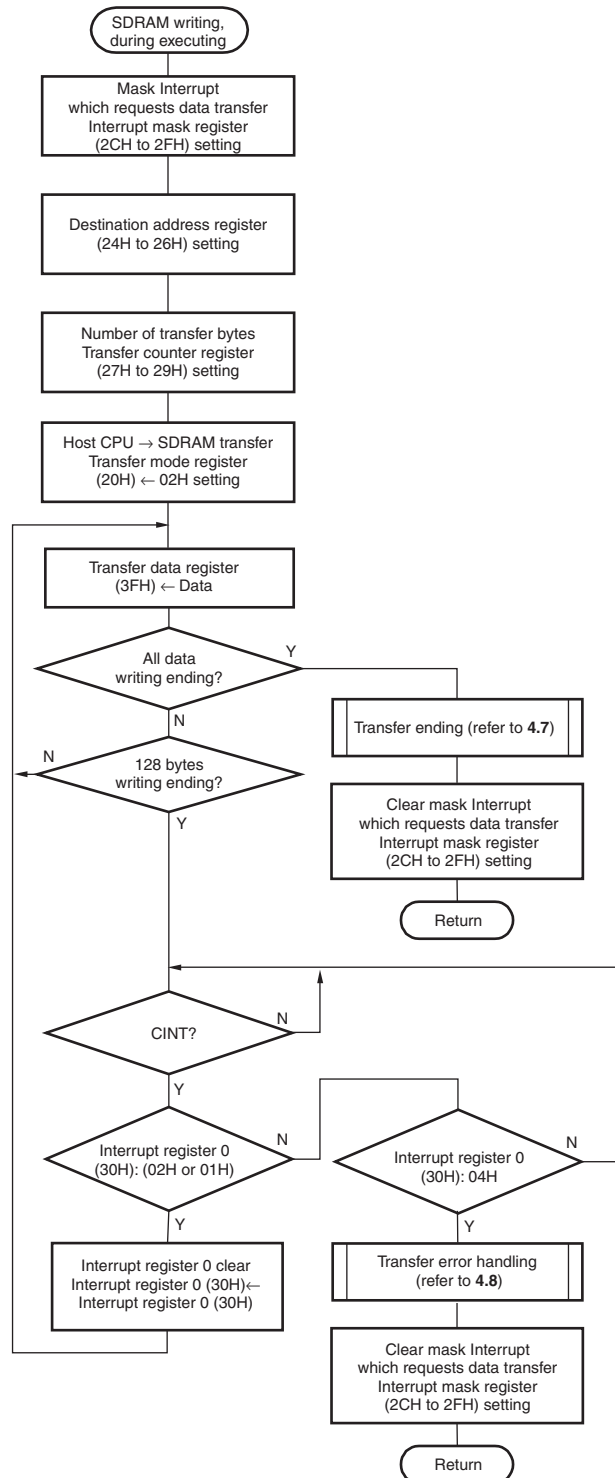 SDRAM writing,
during executing
Mask Interrupt
which requests data transfer
Interrupt mask register
(2CH to 2FH) setting
Destination address register
(24H to 26H) setting
Number of transfer bytes
Transfer counter register
(27H to 29H) setting
Host CPU → SDRAM transfer
Transfer mode register
(20H) ← 02H setting
Transfer data register
(3FH) ← Data
All data
writing ending?
Y
N
Transfer ending (refer to 4.7)
N
128 bytes
writing ending?
Y
Clear mask Interrupt
which requests data transfer
Interrupt mask register
(2CH to 2FH) setting
Return
CINT?
N
Y
Interrupt register 0
(30H): (02H or 01H)
N
Y
Interrupt register 0
(30H): 04H
N
Y
Interrupt register 0 clear
Interrupt register 0 (30H)←
Interrupt register 0 (30H)
Transfer error handling
(refer to 4.8)
Clear mask Interrupt
which requests data transfer
Interrupt mask register
(2CH to 2FH) setting
Return